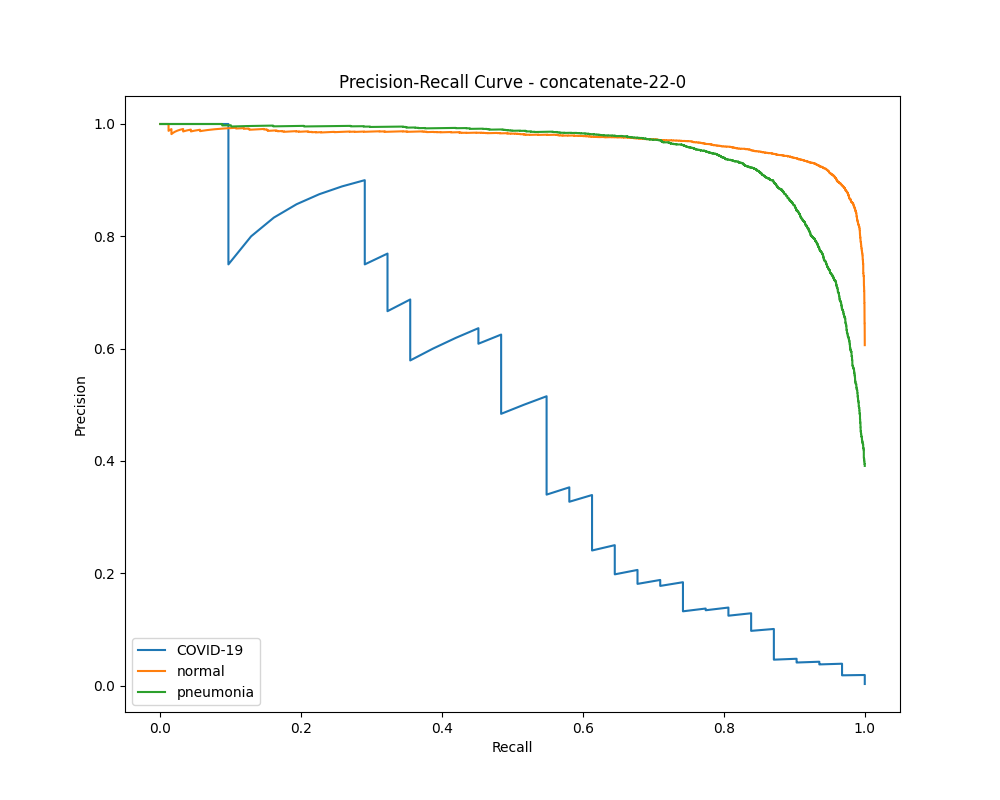 Precision-Recall Curve - concatenate-22-0
1.0
0.8
0.6
0.4
0.2
0.0
Precision
COVID-19
normal
pneumonia
0.0 0.2 0.4 0.6 0.8 1.0
Recall